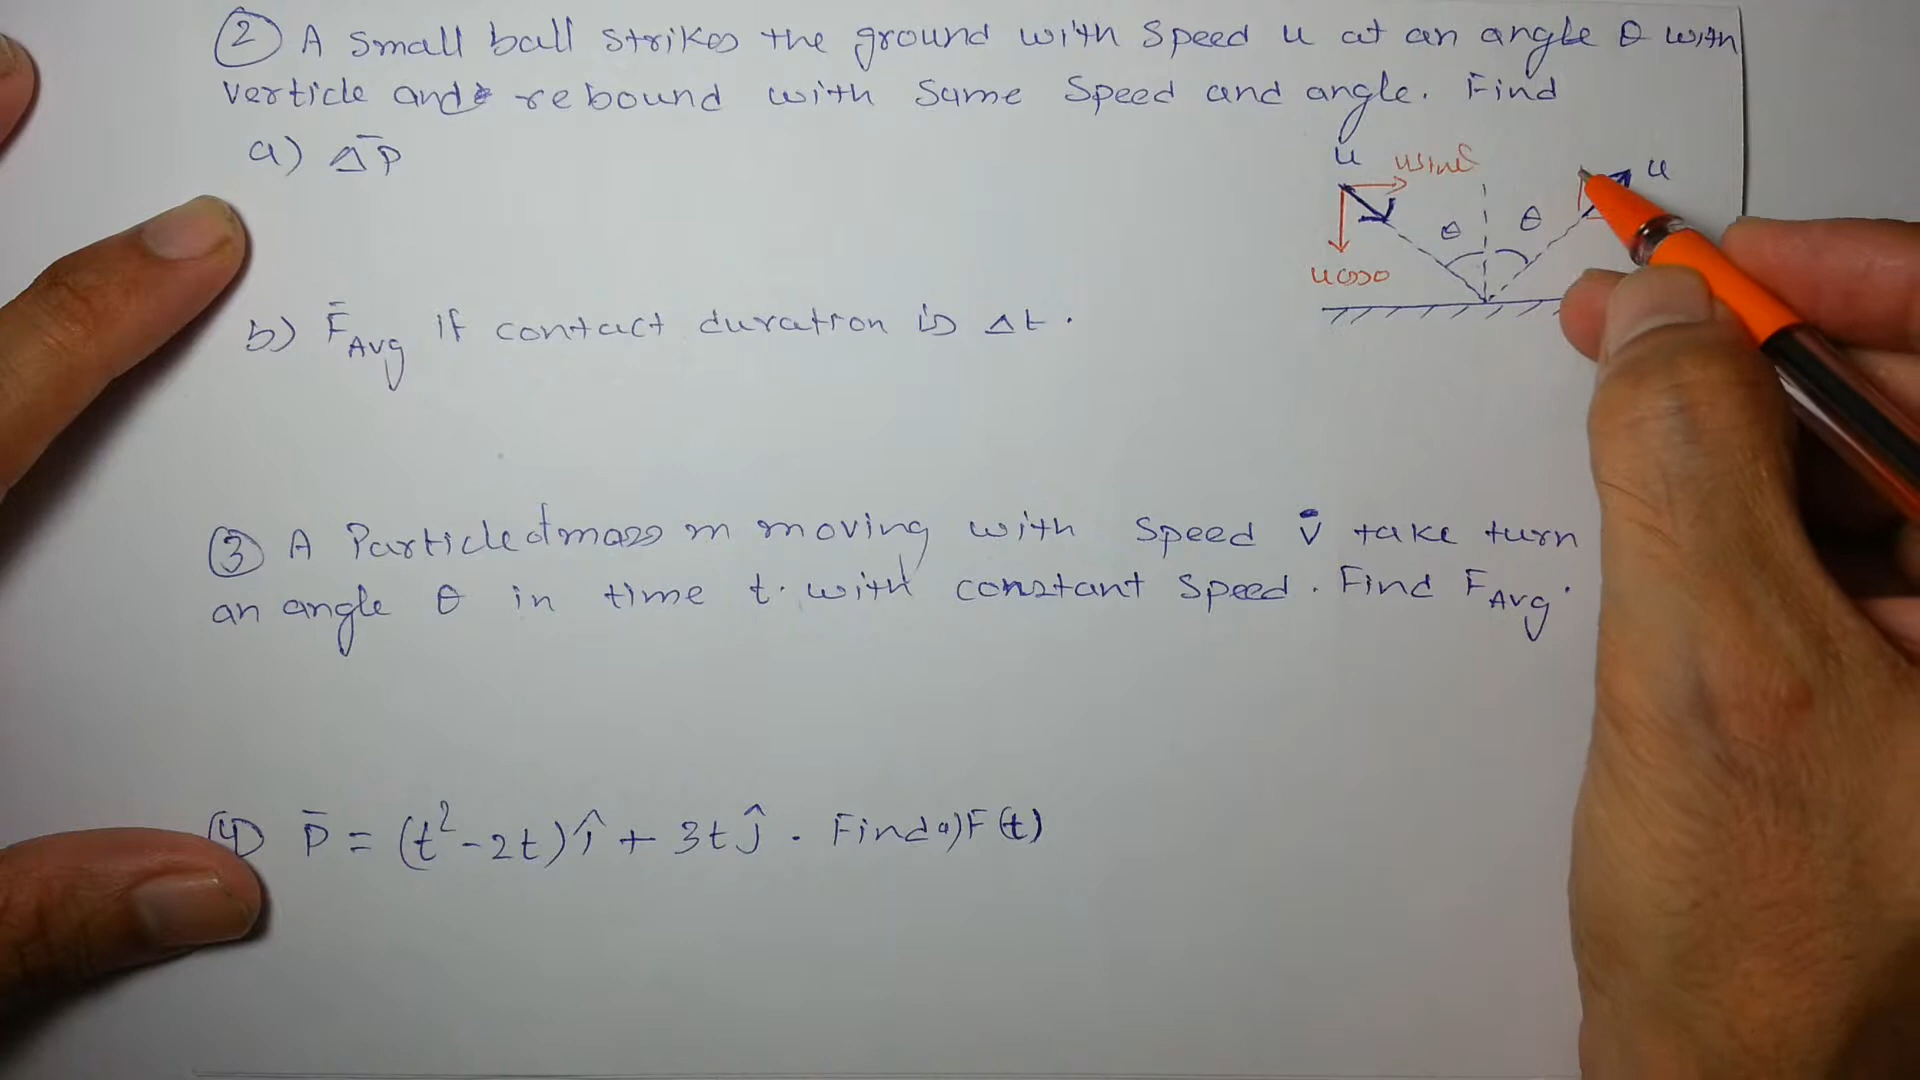 ② A small ball strikes the ground with speed u at an angle θ with
verticle and rebound with same speed and angle. Find
a) Δp̄
u usinθ u
θ θ
ucosθ
b) F̄Avg if contact duration is Δt.
③ A Particle of mass m moving with speed v take turn
an angle θ in time t. with constant speed. Find FAvg.
④ P̄ = (t²-2t)î + 3tĵ. Find a) F(t)